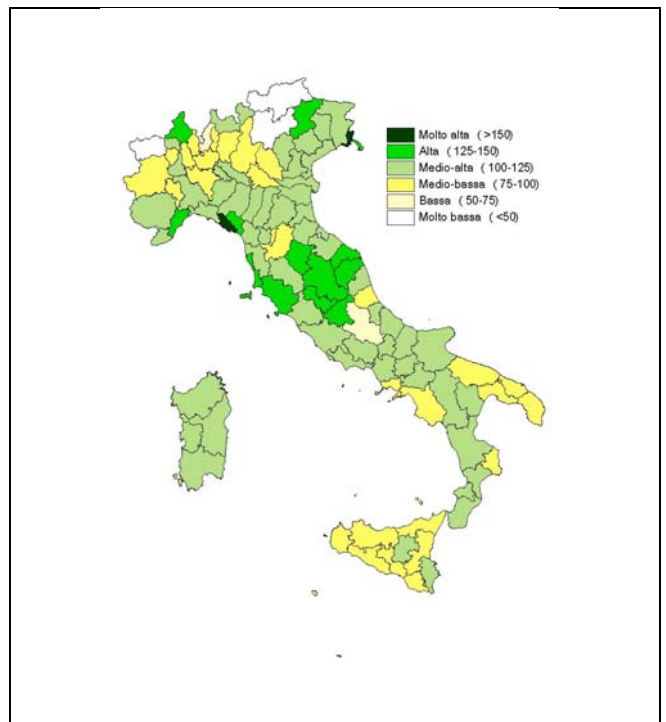 Molto alta (>150)
Alta (125-150)
Medio-alta (100-125)
Medio-bassa (75-100)
Bassa (50-75)
Molto bassa (<50)